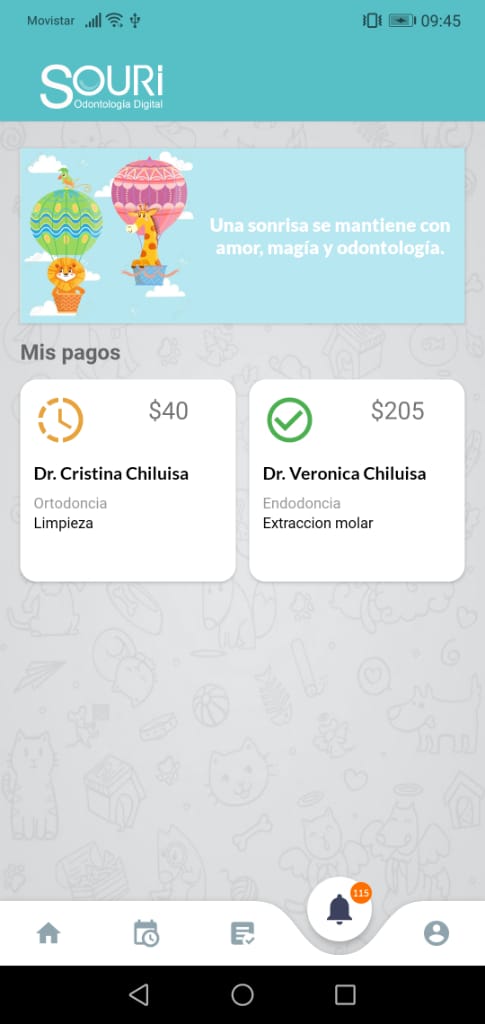 Movistar 09:45
SOURi
Odontología Digital
Una sonrisa se mantiene con
amor, magía y odontología.
Mis pagos
$40 $205
Dr. Cristina Chiluisa Dr. Veronica Chiluisa
Ortodoncia Endodoncia
Limpieza Extraccion molar
115